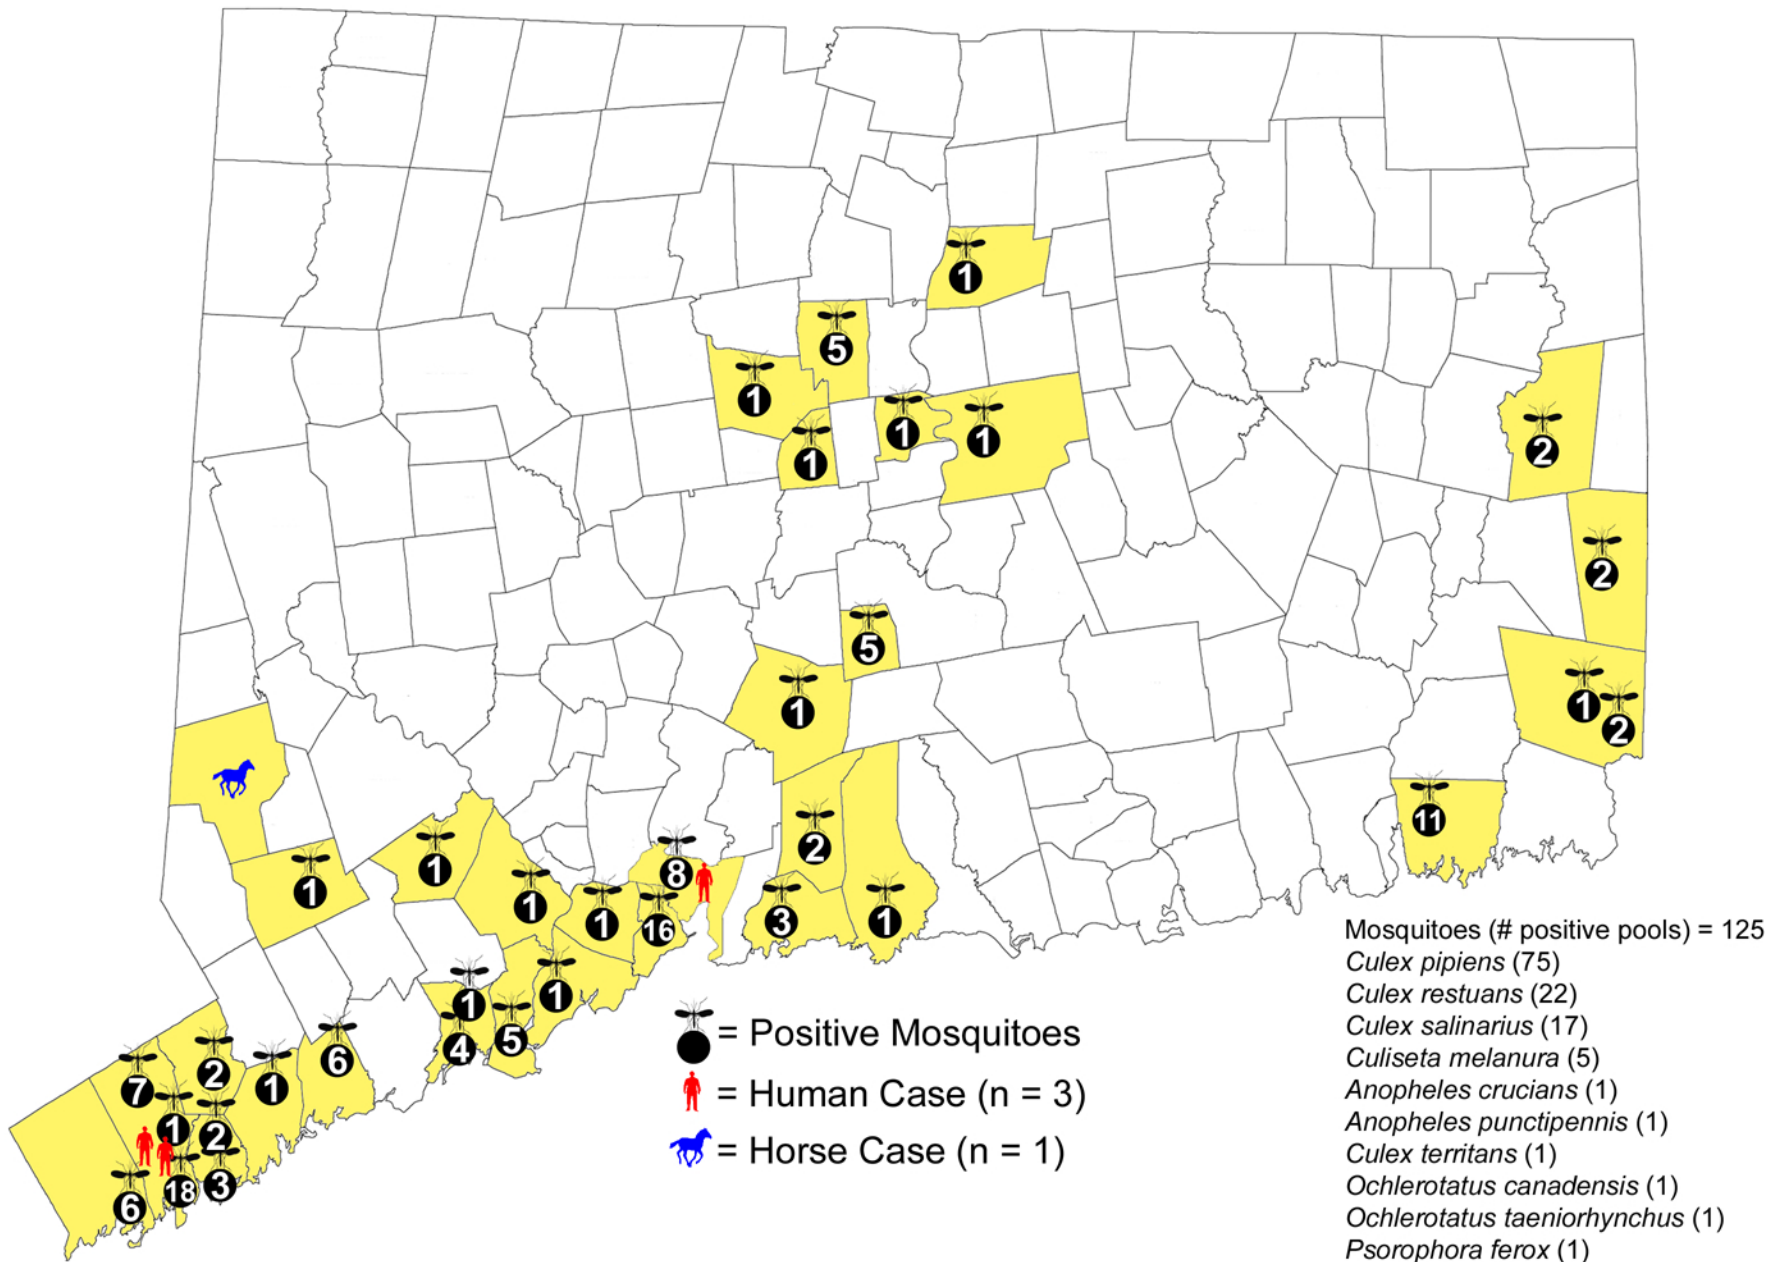 1
5
1
1
1
1
2
2
5
1
1
2
11
2
1
1
1
8
1
16
3
1
1
1
5
4
6
2
1
7
1
2
18
3
6
= Positive Mosquitoes
= Human Case (n = 3)
= Horse Case (n = 1)
Mosquitoes (# positive pools) = 125
Culex pipiens (75)
Culex restuans (22)
Culex salinarius (17)
Culiseta melanura (5)
Anopheles crucians (1)
Anopheles punctipennis (1)
Culex territans (1)
Ochlerotatus canadensis (1)
Ochlerotatus taeniorhynchus (1)
Psorophora ferox (1)